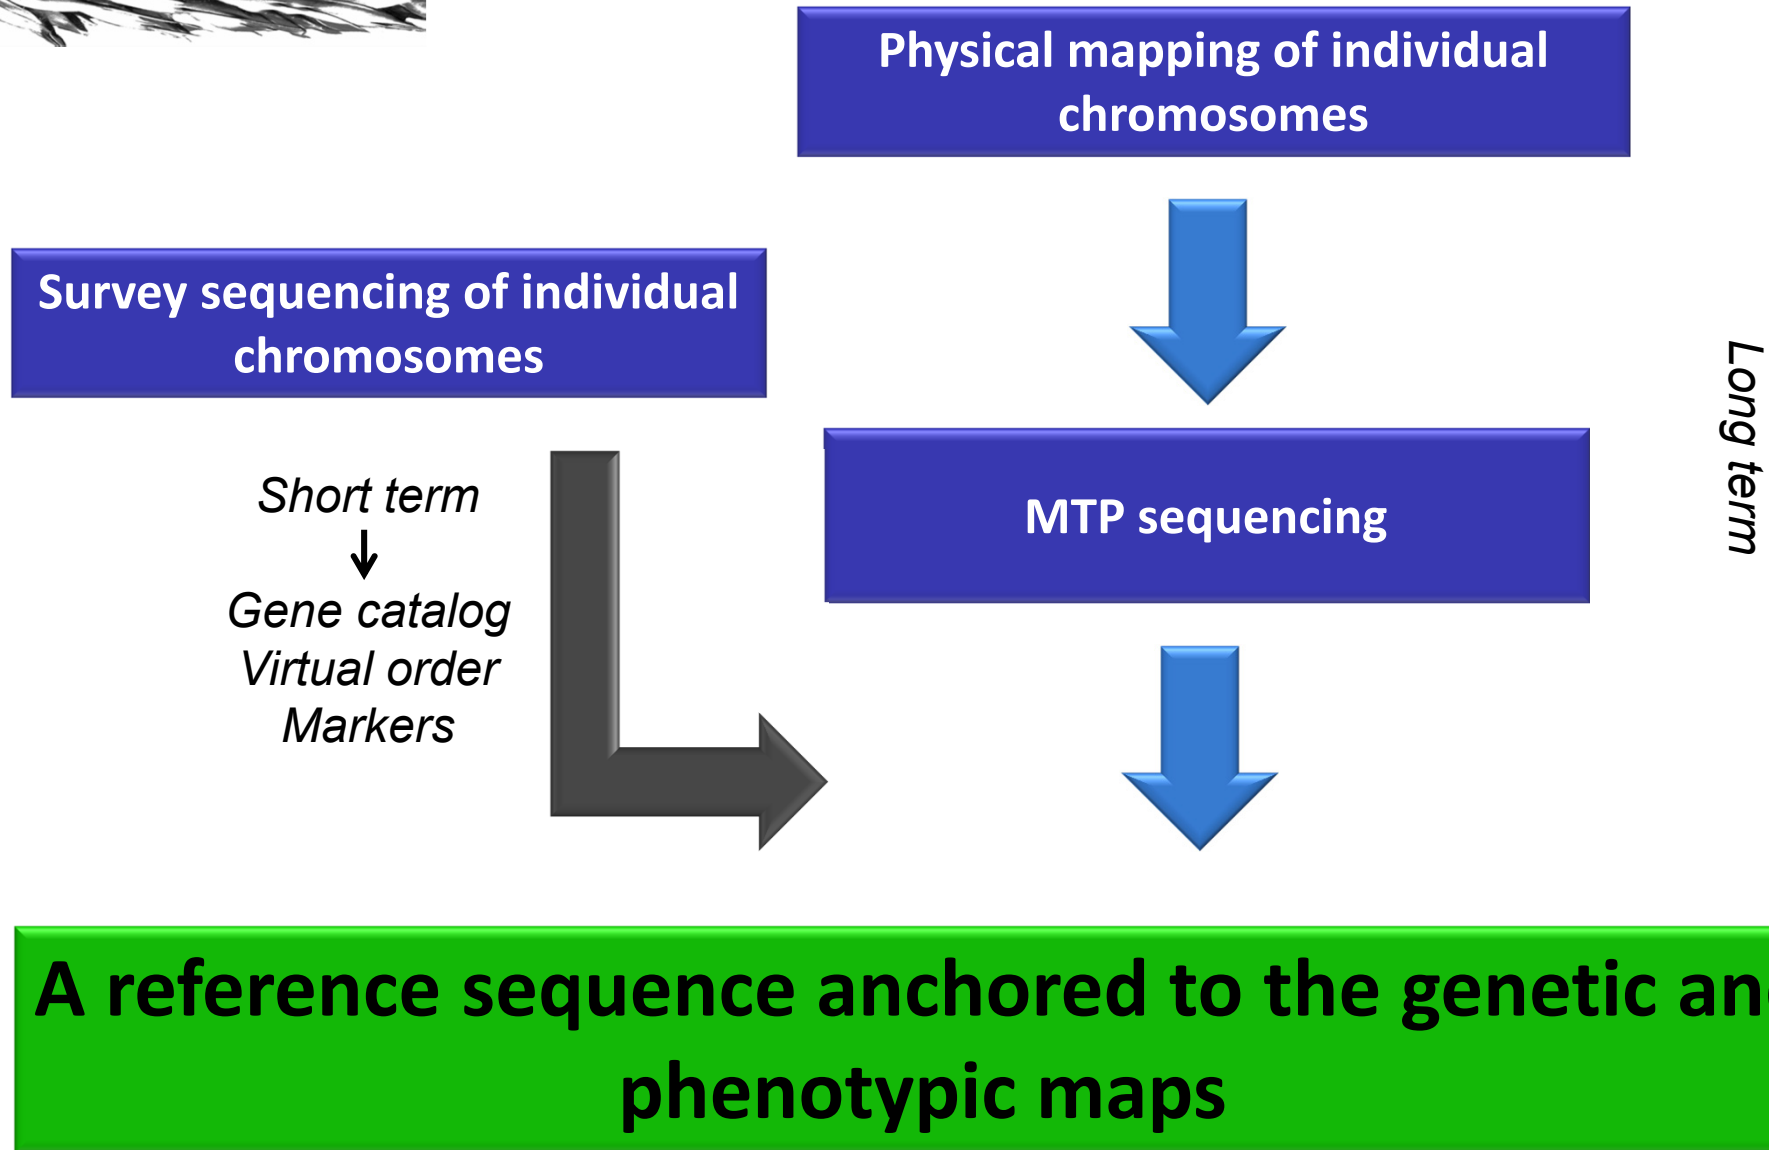 Physical mapping of individual
chromosomes
Survey sequencing of individual
chromosomes
Short term
Gene catalog
Virtual order
Markers
MTP sequencing
Long term
A reference sequence anchored to the genetic
phenotypic maps